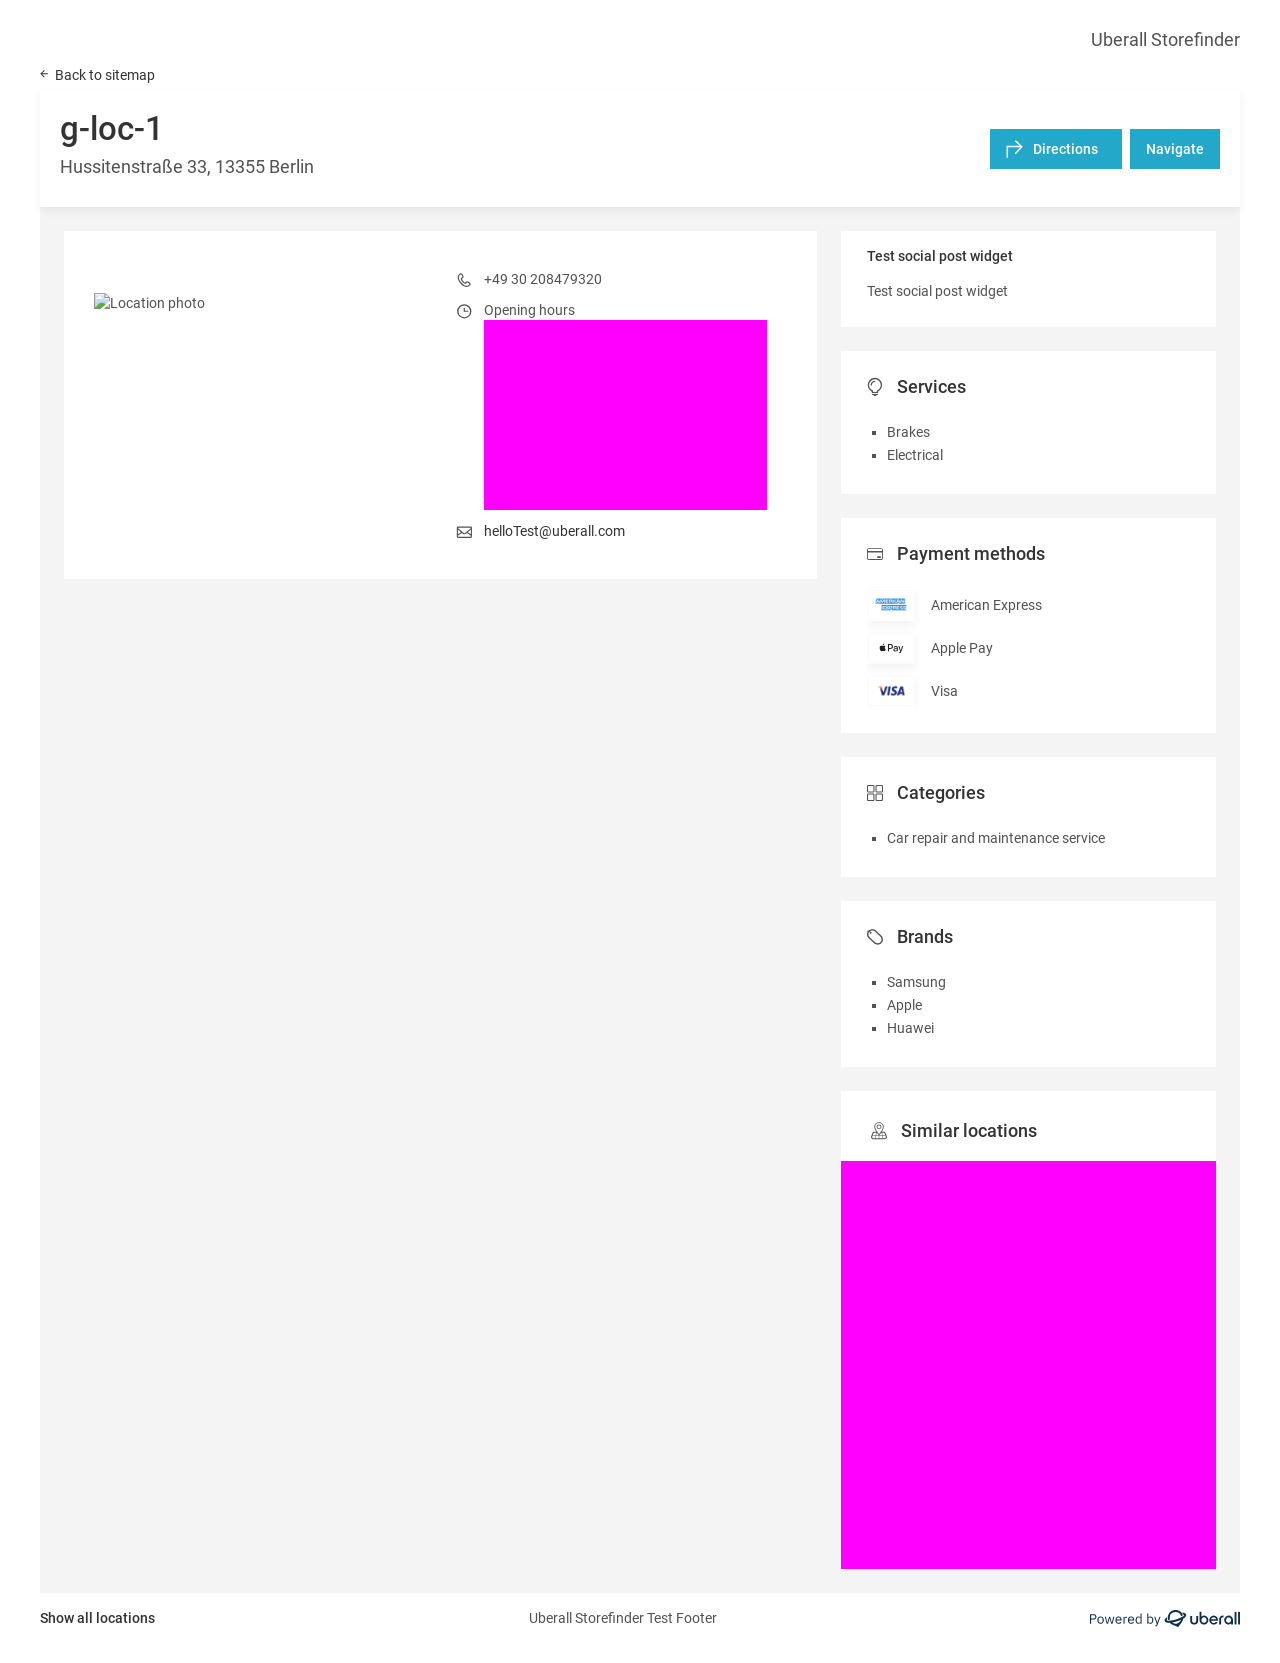 Uberall Storefinder
Back to sitemap
g-loc-1
Hussitenstraße 33, 13355 Berlin
Directions
Navigate
Location photo
+49 30 208479320
Opening hours
helloTest@uberall.com
Test social post widget
Test social post widget
Services
Brakes
Electrical
Payment methods
AMERICAN
EXPRESS
American Express
Pay
Apple Pay
VISA
Visa
Categories
Car repair and maintenance service
Brands
Samsung
Apple
Huawei
Similar locations
Show all locations
Uberall Storefinder Test Footer
Powered by uberall